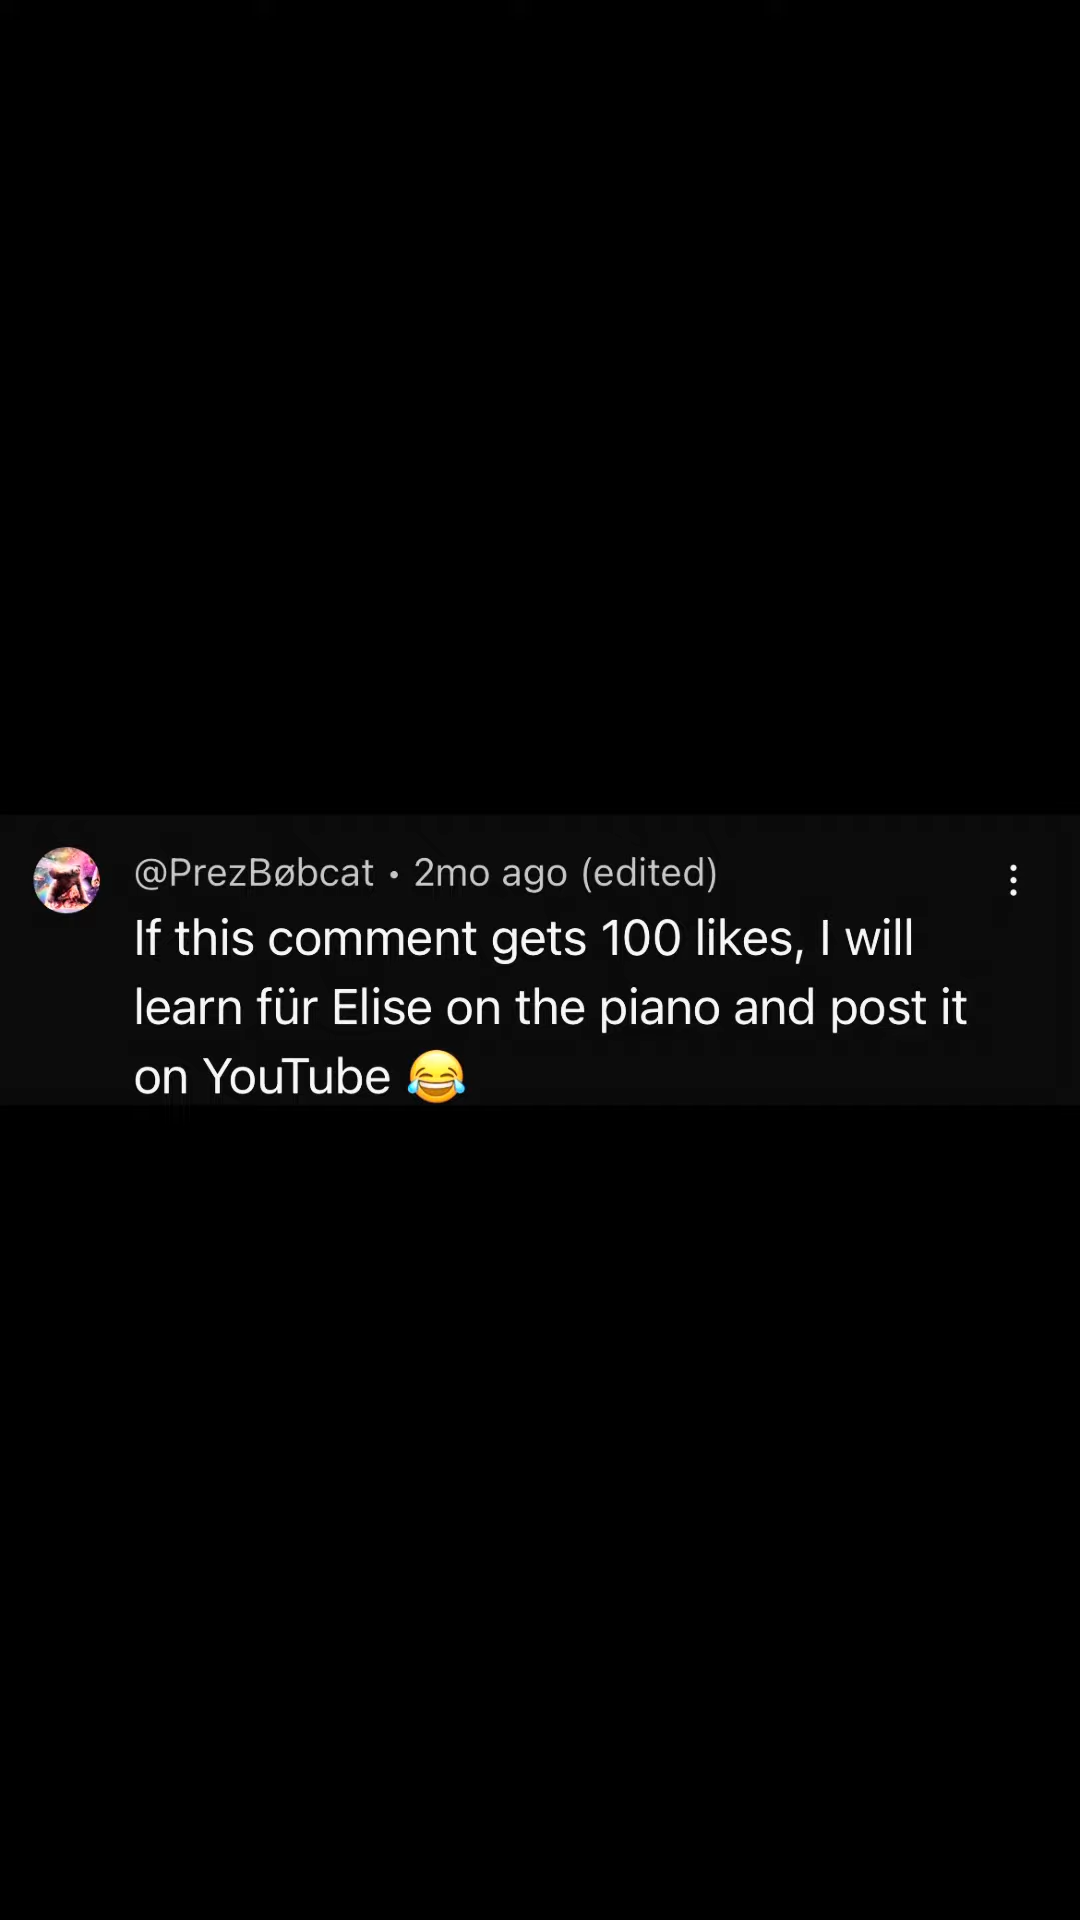 @PrezBøbcat • 2mo ago (edited)
If this comment gets 100 likes, I will
learn für Elise on the piano and post it
on YouTube 😂